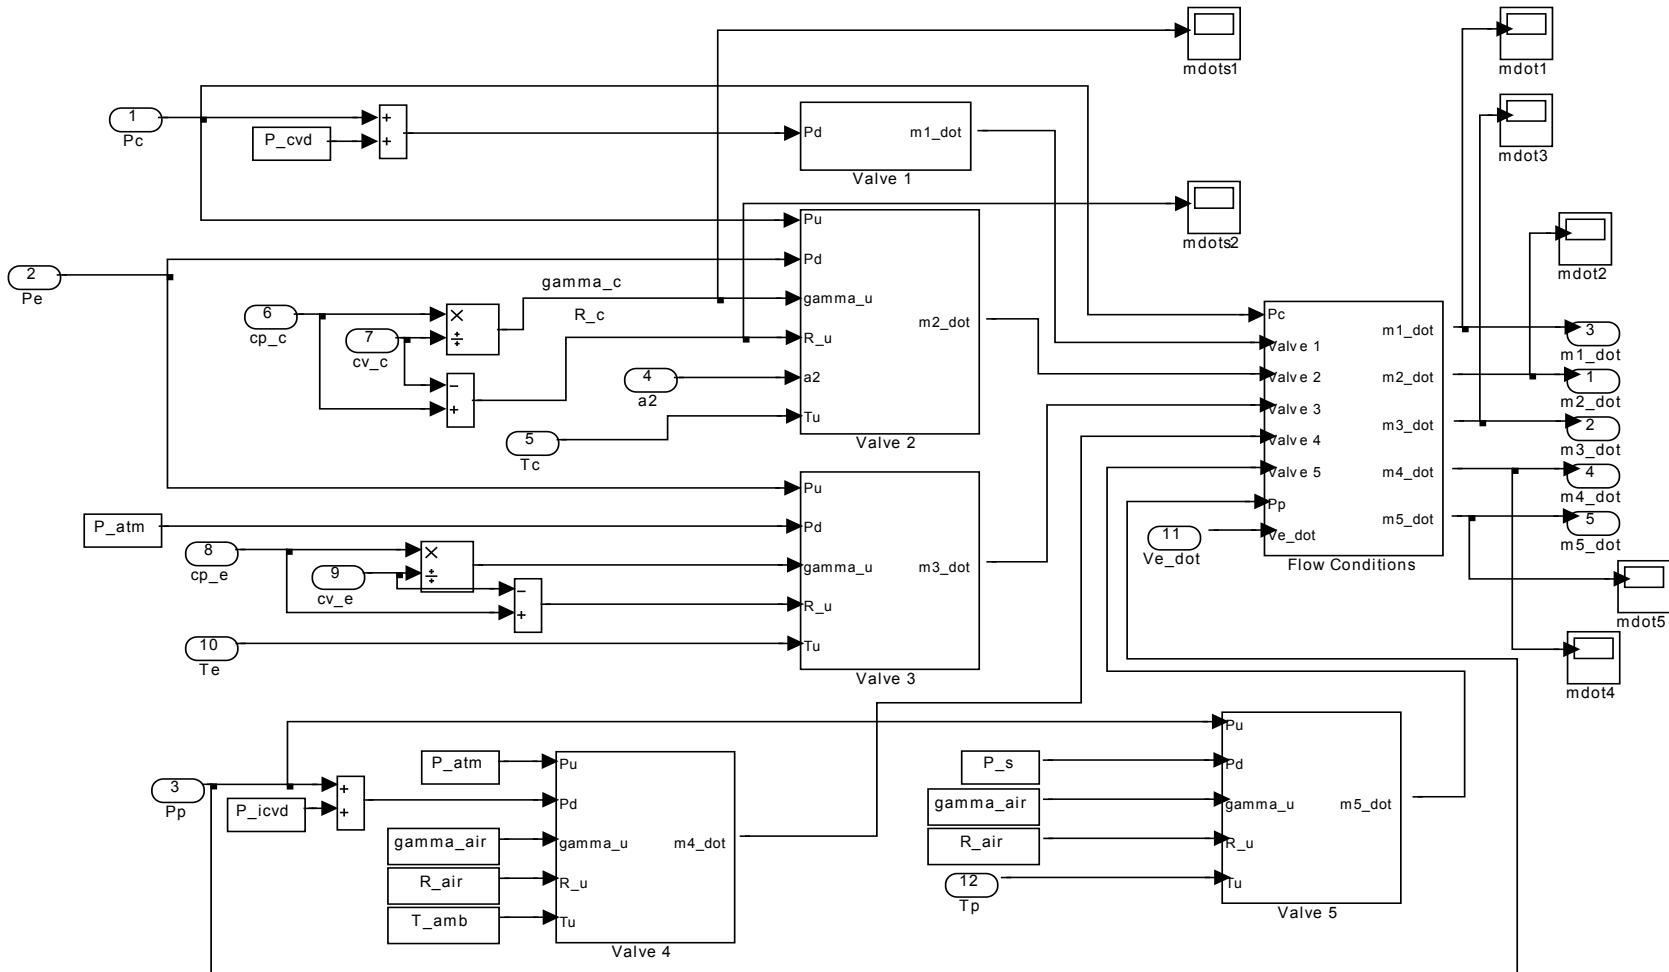 mdots1
mdot1
1
Pc
P_cvd
+
+
Pd
m1_dot
Valve 1
mdot3
mdots2
mdot2
2
Pe
Pu
Pd
gamma_u
R_u
a2
Tu
m2_dot
Valve 2
gamma_c
R_c
6
cp_c
7
cv_c
×
÷
−
+
4
a2
5
Tc
Pc
Valve 1
Valve 2
Valve 3
Valve 4
Valve 5
Pp
Ve_dot
m1_dot
m2_dot
m3_dot
m4_dot
m5_dot
Flow Conditions
3
m1_dot
1
m2_dot
2
m3_dot
4
m4_dot
5
m5_dot
11
Ve_dot
mdot5
mdot4
P_atm
8
cp_e
9
cv_e
×
÷
−
+
10
Te
Pu
Pd
gamma_u
R_u
Tu
m3_dot
Valve 3
3
Pp
P_icvd
+
+
P_atm
gamma_air
R_air
T_amb
Pu
Pd
gamma_u
R_u
Tu
m4_dot
Valve 4
P_s
gamma_air
R_air
12
Tp
Pu
Pd
gamma_u
R_u
Tu
m5_dot
Valve 5